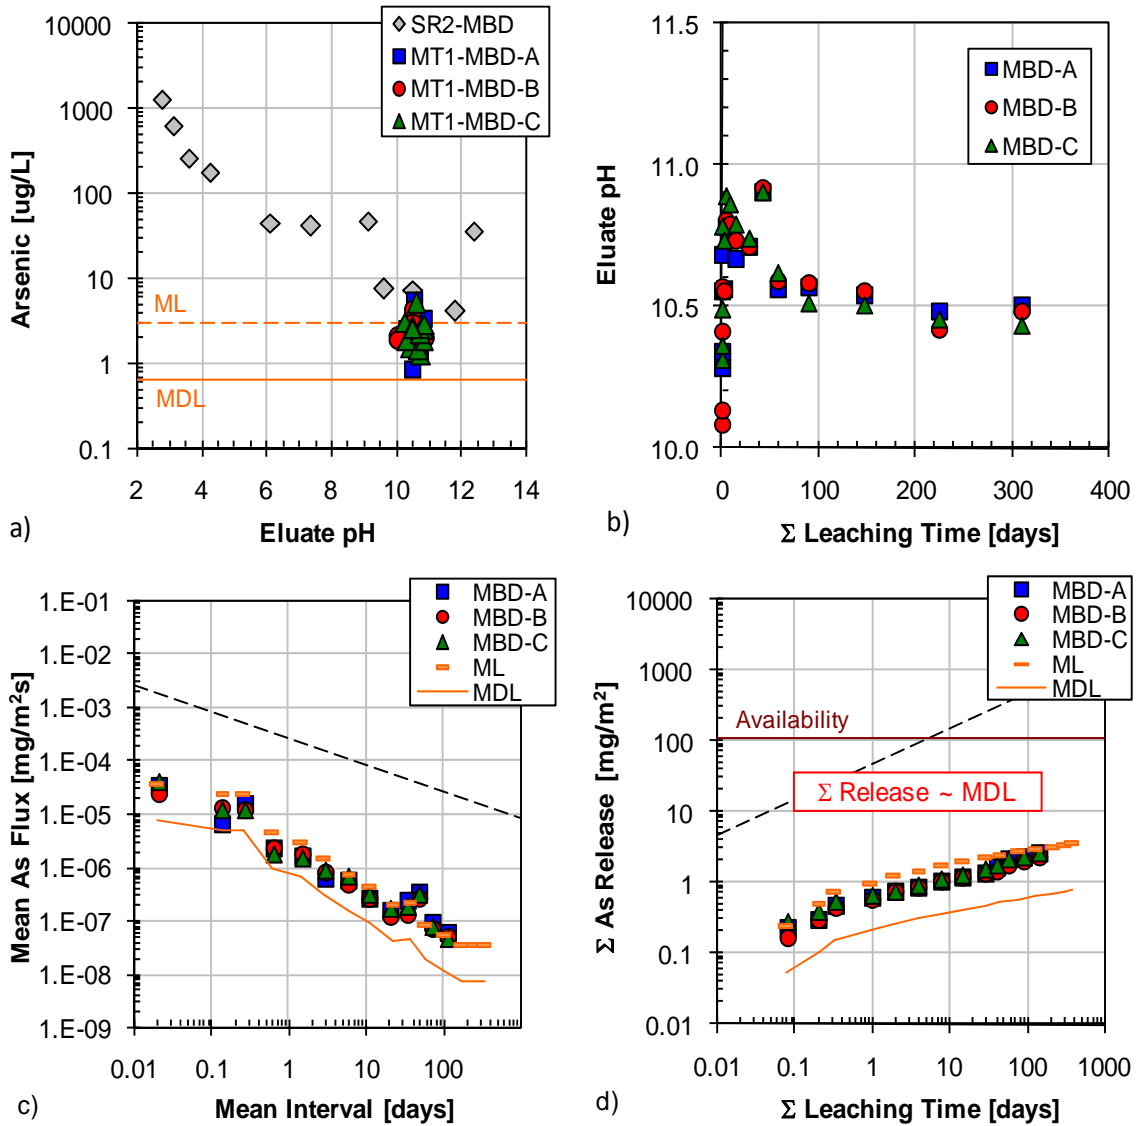 10000
1000
100
10
1
0.1
Arsenic [ug/L]
SR2-MBD
MT1-MBD-A
MT1-MBD-B
MT1-MBD-C
ML
MDL
2 4 6 8 10 12 14
Eluate pH
a)
11.5
11.0
10.5
10.0
Eluate pH
MBD-A
MBD-B
MBD-C
0 100 200 300 400
Σ Leaching Time [days]
b)
1.E-01
1.E-02
1.E-03
1.E-04
1.E-05
1.E-06
1.E-07
1.E-08
1.E-09
Mean As Flux [mg/m²s]
MBD-A
MBD-B
MBD-C
ML
MDL
0.01 0.1 1 10 100
Mean Interval [days]
c)
10000
1000
100
10
1
0.1
0.01
Σ As Release [mg/m²]
MBD-A
MBD-B
MBD-C
ML
MDL
Availability
Σ Release ~ MDL
0.01 0.1 1 10 100 1000
Σ Leaching Time [days]
d)